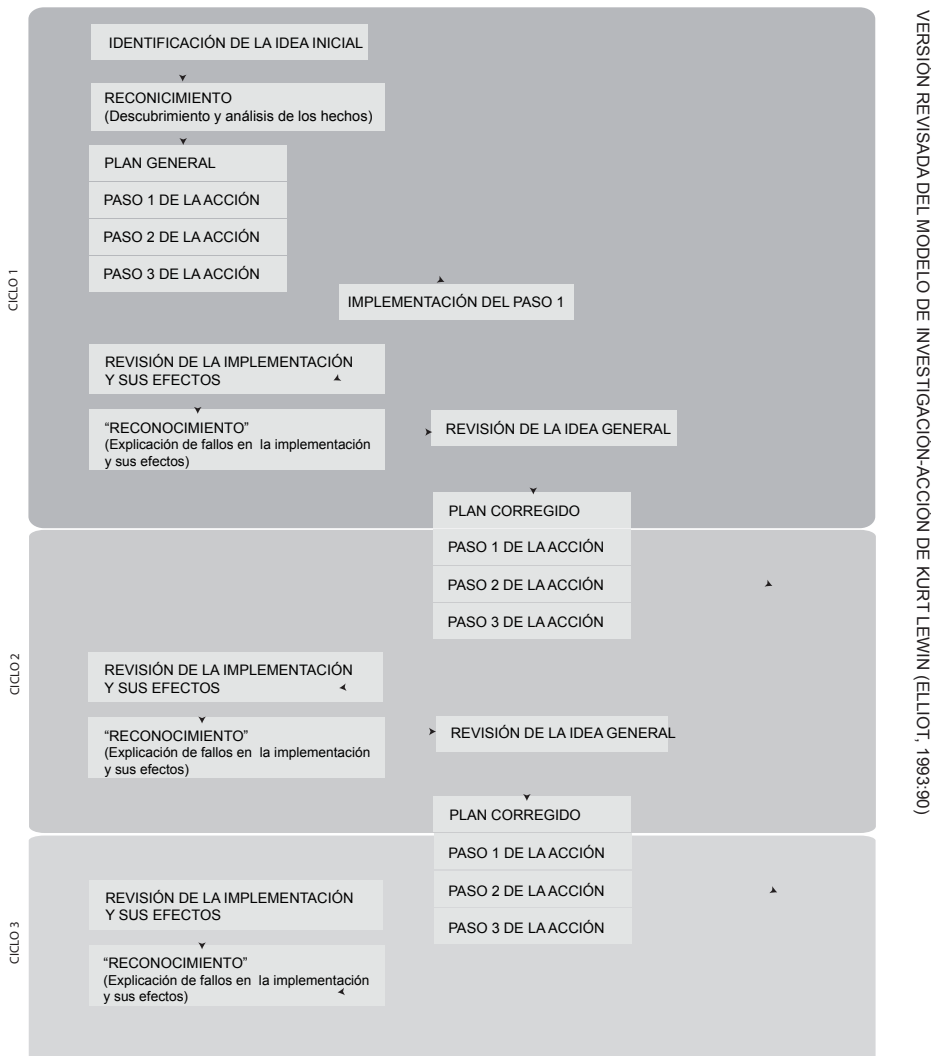 CICLO 1
IDENTIFICACIÓN DE LA IDEA INICIAL
RECONICIMIENTO
(Descubrimiento y análisis de los hechos)
PLAN GENERAL
PASO 1 DE LA ACCIÓN
PASO 2 DE LA ACCIÓN
PASO 3 DE LA ACCIÓN
IMPLEMENTACIÓN DEL PASO 1
REVISIÓN DE LA IMPLEMENTACIÓN
Y SUS EFECTOS
“RECONOCIMIENTO”
(Explicación de fallos en la implementación
y sus efectos)
REVISIÓN DE LA IDEA GENERAL
PLAN CORREGIDO
CICLO 2
PASO 1 DE LA ACCIÓN
PASO 2 DE LA ACCIÓN
PASO 3 DE LA ACCIÓN
REVISIÓN DE LA IMPLEMENTACIÓN
Y SUS EFECTOS
“RECONOCIMIENTO”
(Explicación de fallos en la implementación
y sus efectos)
REVISIÓN DE LA IDEA GENERAL
PLAN CORREGIDO
CICLO 3
PASO 1 DE LA ACCIÓN
PASO 2 DE LA ACCIÓN
PASO 3 DE LA ACCIÓN
REVISIÓN DE LA IMPLEMENTACIÓN
Y SUS EFECTOS
“RECONOCIMIENTO”
(Explicación de fallos en la implementación
y sus efectos)
VERSIÓN REVISADA DEL MODELO DE INVESTIGACIÓN-ACCIÓN DE KURT LEWIN (ELLIOT, 1993:90)